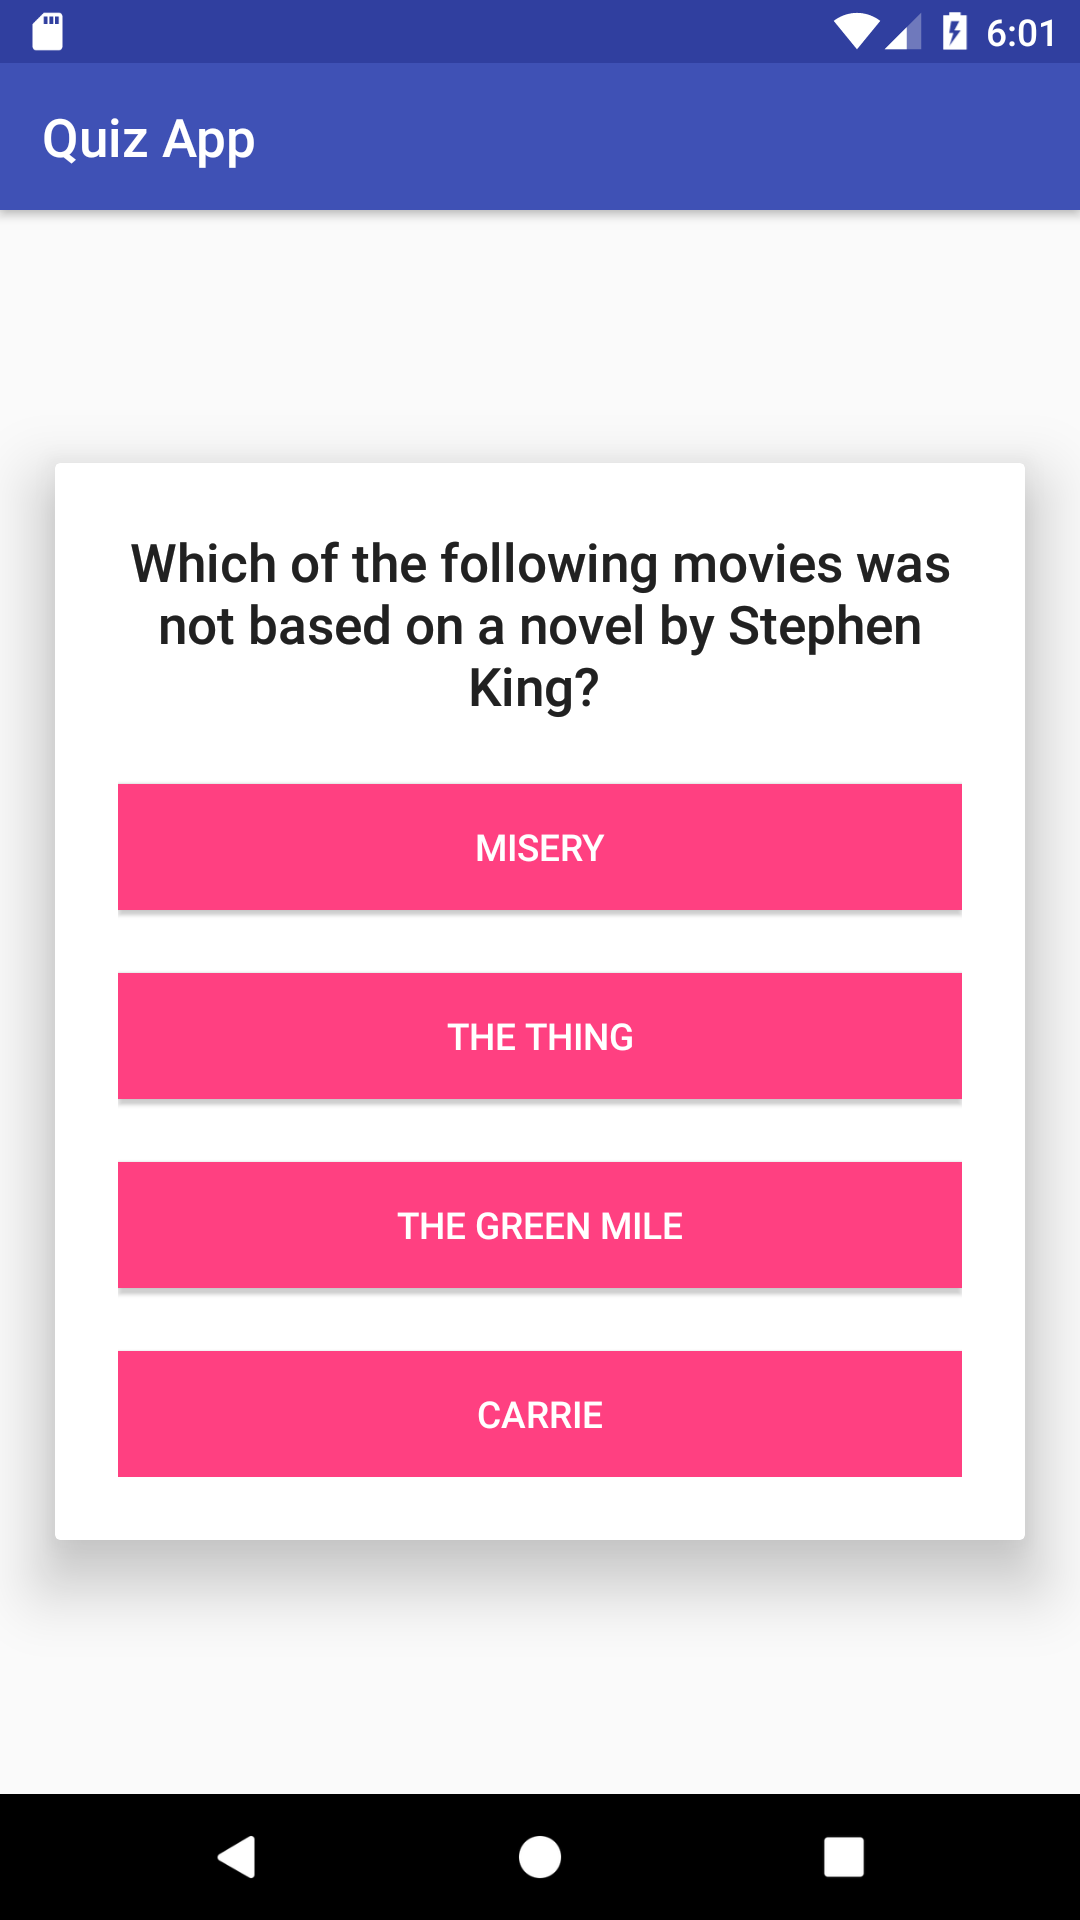 6:01
Quiz App
Which of the following movies was
not based on a novel by Stephen
King?
MISERY
THE THING
THE GREEN MILE
CARRIE